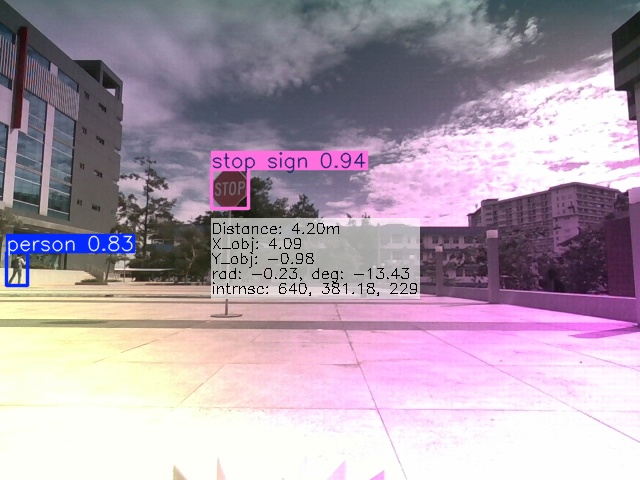 stop sign 0.94
STOP
person 0.83
Distance: 4.20m
X_obj: 4.09
Y_obj: −0.98
rad: −0.23, deg: −13.43
intrnsc: 640, 381.18, 229